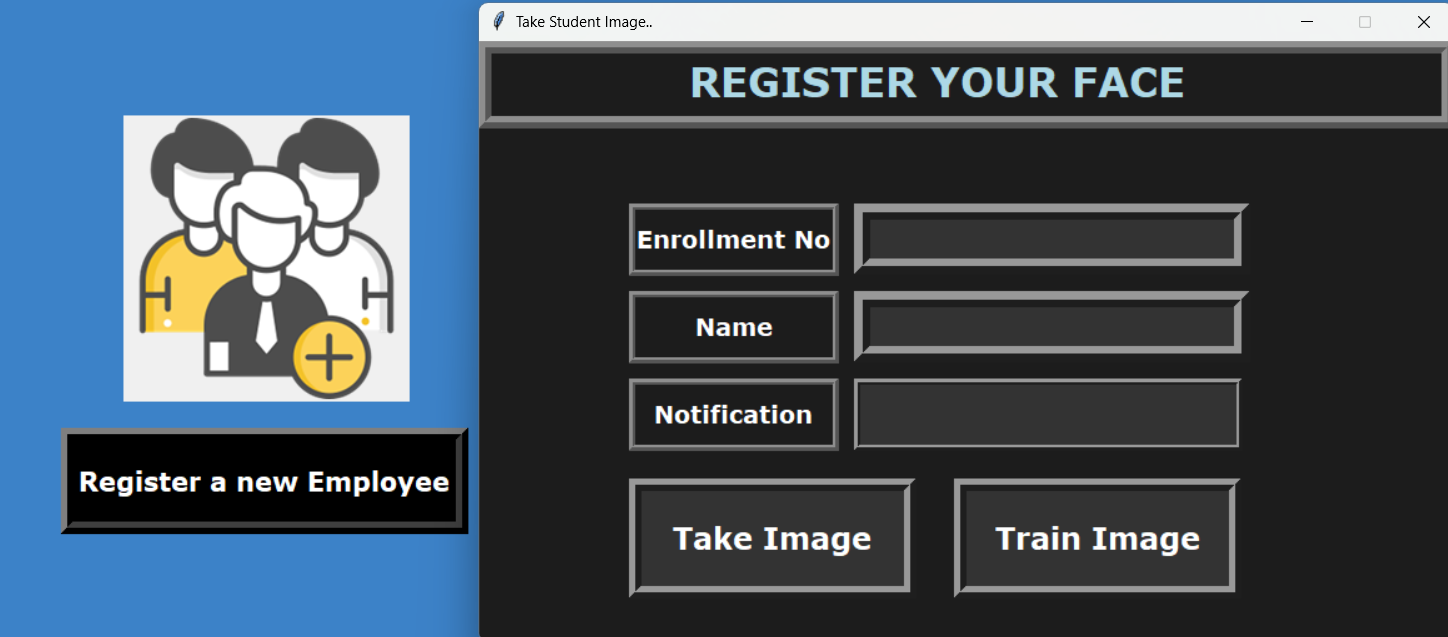 Take Student Image..
REGISTER YOUR FACE
Enrollment No
Name
Notification
Take Image
Train Image
Register a new Employee